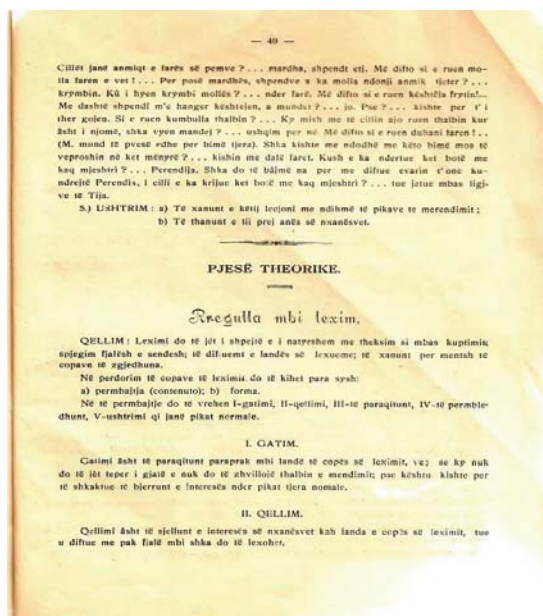 — 49 —
Cillët janë anmiqt e farës së pemve ? . . . mardha, shpendt etj. Më difto si e ruen mo-
lla faren e vet ! . . . Per posë mardhës, shpendve a ka molla ndonji anmik tjeter ? . . .
krymbin. Kû i hyen krymbi mollës ? . . . nder farë. Më difto si e ruen kështêja frytin!...
Me dashtë shpendi m'e hanger kështejen, a mundet ? . . . jo. Pse ? . . . kishte per t' i
ther gojeu. Si e ruen kumbulla thalbin ? . . . Ky mish me të cillin ajo ruen thalbin kur
âsht i njomë, shka vyen mandej ? . . . ushqim per né. Më difto si e ruen duhani faren ! . .
(M. mund të pvesë rdhe per bimë tjera). Shka kishte me ndodhë me këto bimë mos të
veproshin në ket mënyrë ? . . . kishin me dalë faret. Kush e ka ndertue ket botë me
kaq mjeshtri ? . . . Perendija. Shka do të bâjmë na per me diftue evarin t'one ku-
ndrejtë Perendis, i cilli e ka krijue ket botë me kaq mjeshtri ? . . . tue jetue mbas ligj-
ve të Tija.
5.) USHTRIM : a) Të xanunt e këtij leejoni me ndihmë të pikave te merendimit ;
b) Të thanunt e tij prej anës së nxanësvet.
PJESË THEORIKE.
Rregulla mbi lexim.
QELLIM : Leximi do të jét i shpejtë e i natyrshem me theksim si mbas kuptimit;
spjegim fjalësh e sendesh; të difluemt e landës së lexueme; të xanunt per mentsh të
copave të zgjedhuna.
Në perdorim të copave të leximit do të kihet para sysh:
a) permbajtja (contenuto); b) forma.
Në të permbajtje do të vrehen I-gatimi, II-qellimi, III-të paraqitunt, IV-të permble-
dhunt, V-ushtrimi qi janë pikat normale.
I. GATIM.
Gatimi âsht të paraqitunt paraprak mbi landë të copës së leximit, veç se ky nuk
do të jét teper i gjatë e nuk do të zhvillojë thalbin e mendimit; pse kështu kishte per
të shkaktue të bjerrunt e interesës nder pikat tjera nomale.
II. QELLIM.
Qellimi âsht të sjellunt e interesës së nxanësvet kah landa e copës së leximit, tue
u diftue me pak fjalë mbi shka do të lexohet.